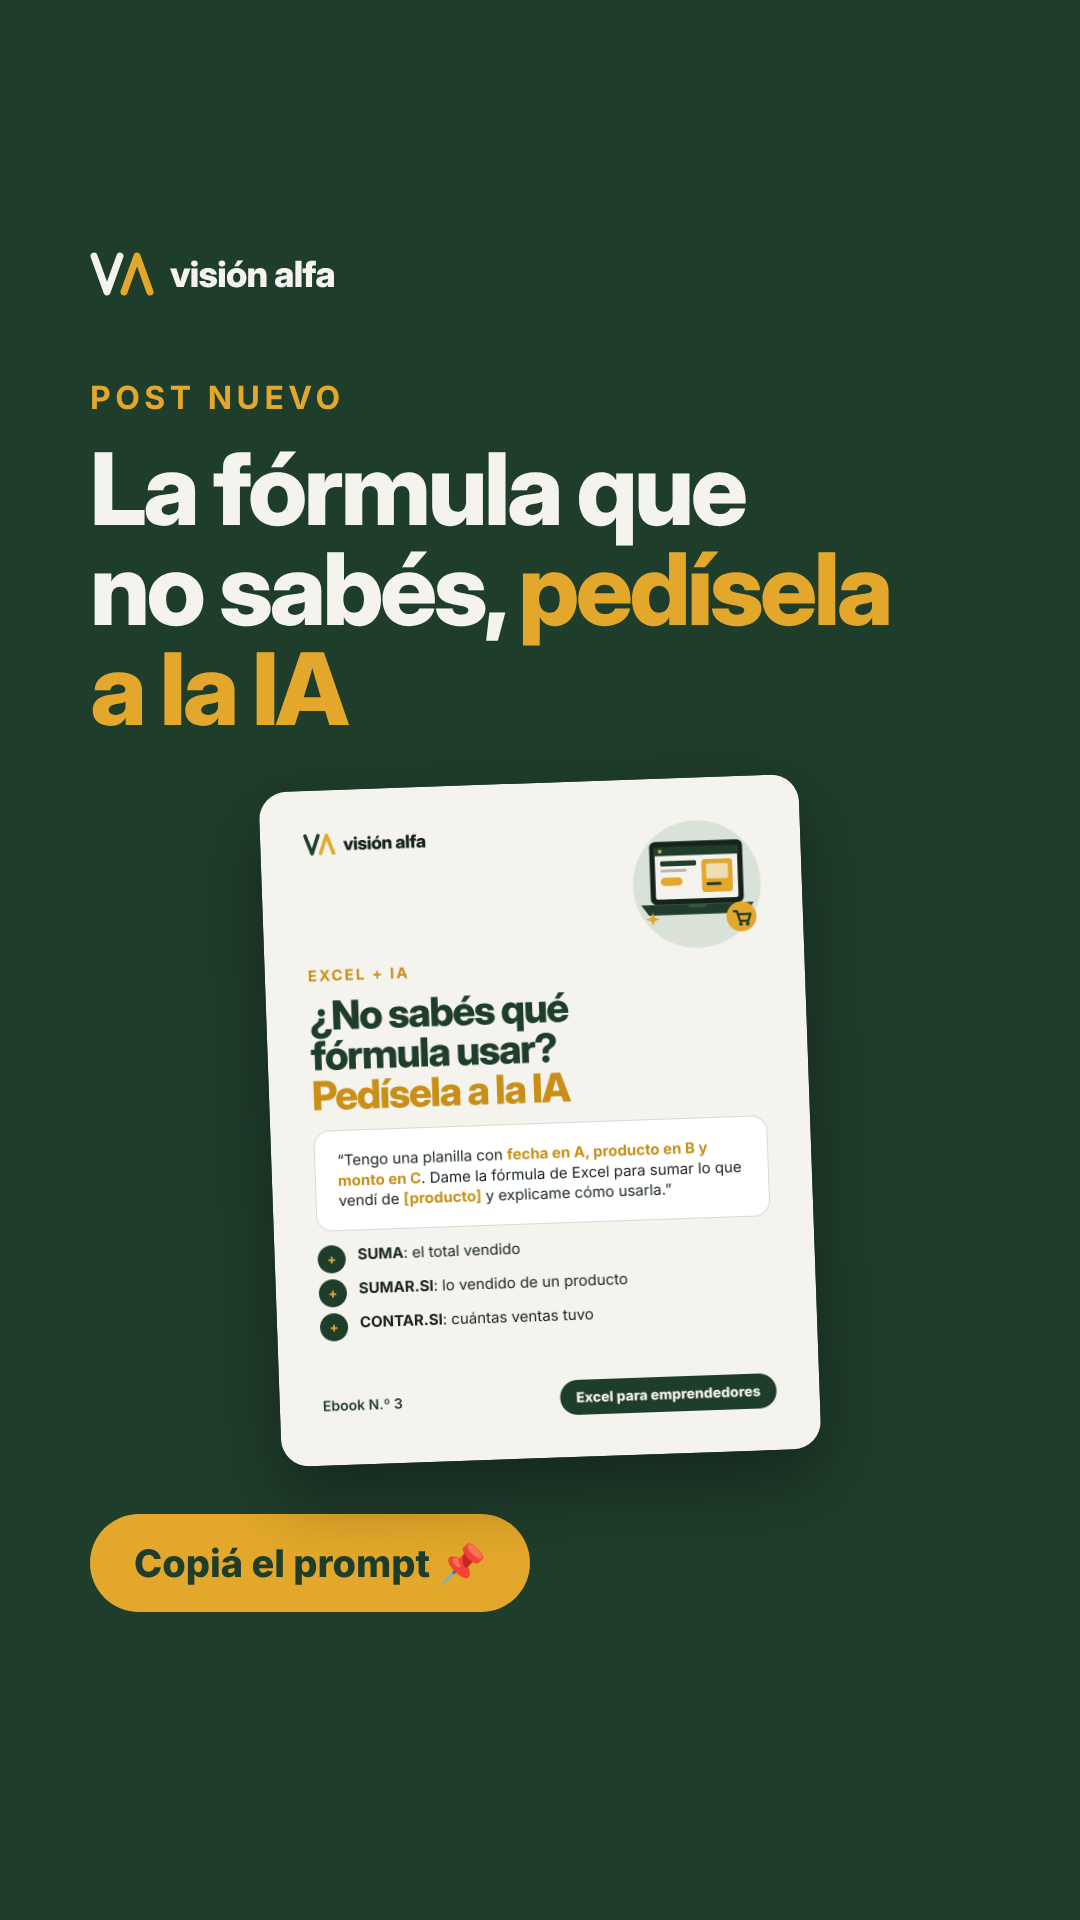 visión alfa
POST NUEVO
La fórmula que
no sabés, pedísela
a la IA
visión alfa
EXCEL + IA
¿No sabés qué
fórmula usar?
Pedísela a la IA
“Tengo una planilla con fecha en A, producto en B y
monto en C. Dame la fórmula de Excel para sumar lo que
vendí de [producto] y explicame cómo usarla.”
+ SUMA: el total vendido
+ SUMAR.SI: lo vendido de un producto
+ CONTAR.SI: cuántas ventas tuvo
Ebook N.º 3
Excel para emprendedores
Copiá el prompt 📌